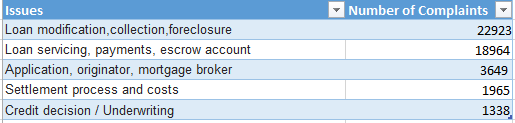 Issues Number of Complaints
Loan modification,collection,foreclosure 22923
Loan servicing, payments, escrow account 18964
Application, originator, mortgage broker 3649
Settlement process and costs 1965
Credit decision / Underwriting 1338